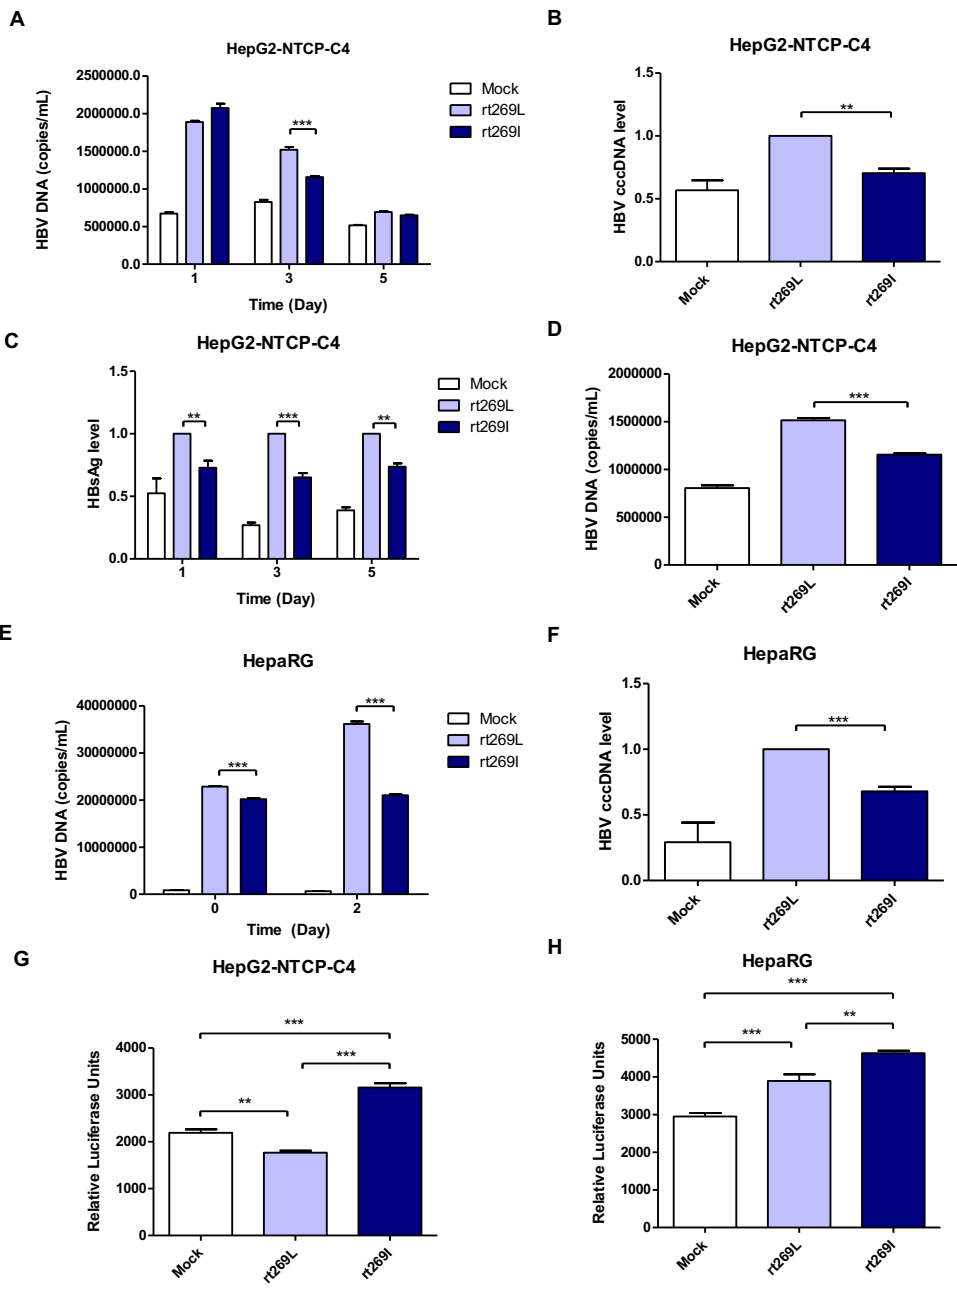 A
HepG2-NTCP-C4
HBV DNA (copies/mL)
2500000.0
2000000.0
1500000.0
1000000.0
500000.0
0.0
***
1 3 5
Time (Day)
Mock
rt269L
rt269I
B
HepG2-NTCP-C4
HBV cccDNA level
1.5
1.0
0.5
0.0
**
Mock rt269L rt269I
C
HepG2-NTCP-C4
HBsAg level
1.5
1.0
0.5
0.0
** *** **
1 3 5
Time (Day)
Mock
rt269L
rt269I
D
HepG2-NTCP-C4
HBV DNA (copies/mL)
2000000
1500000
1000000
500000
0
***
Mock rt269L rt269I
E
HepaRG
HBV DNA (copies/mL)
40000000
30000000
20000000
10000000
0
*** ***
0 2
Time (Day)
Mock
rt269L
rt269I
F
HepaRG
HBV cccDNA level
1.5
1.0
0.5
0.0
***
Mock rt269L rt269I
G
HepG2-NTCP-C4
Relative Luciferase Units
4000
3000
2000
1000
0
***
***
**
Mock rt269L rt269I
H
HepaRG
Relative Luciferase Units
5000
4000
3000
2000
1000
0
***
**
***
Mock rt269L rt269I